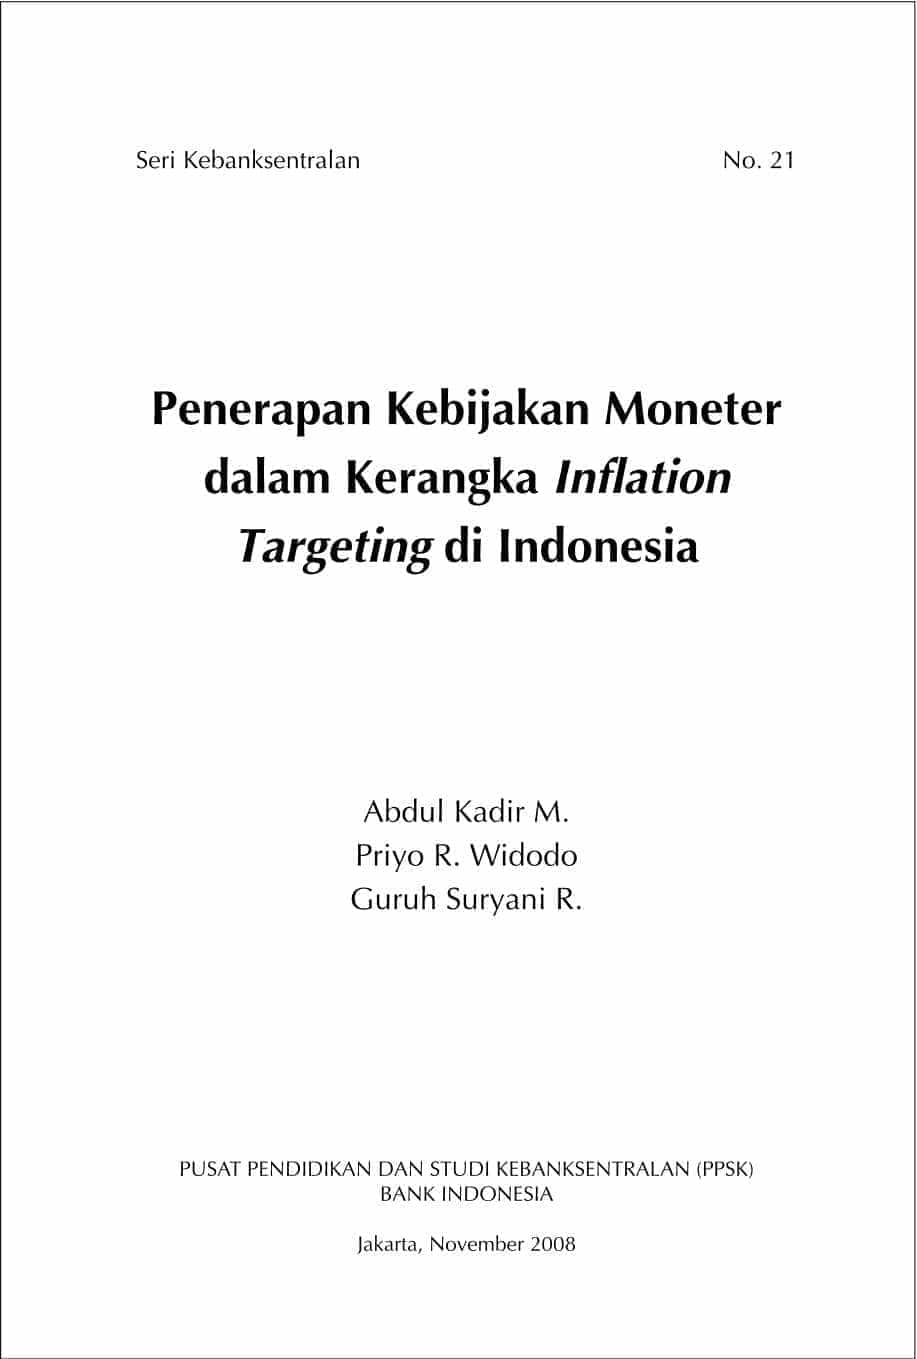 Seri Kebanksentralan No. 21
Penerapan Kebijakan Moneter
dalam Kerangka Inflation
Targeting di Indonesia
Abdul Kadir M.
Priyo R. Widodo
Guruh Suryani R.
PUSAT PENDIDIKAN DAN STUDI KEBANKSENTRALAN (PPSK)
BANK INDONESIA
Jakarta, November 2008